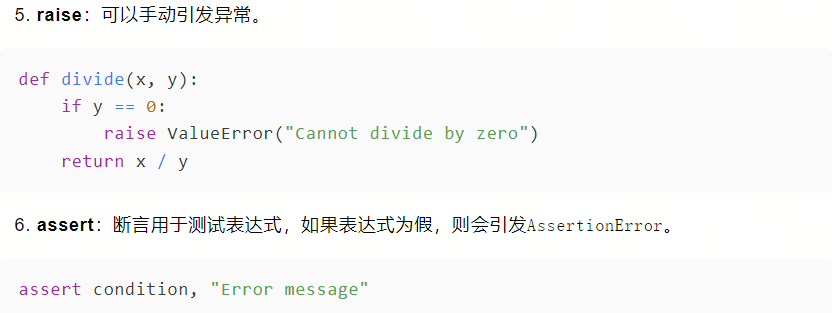 5. raise：可以手动引发异常。
def divide(x, y):
    if y == 0:
        raise ValueError("Cannot divide by zero")
    return x / y
6. assert：断言用于测试表达式，如果表达式为假，则会引发AssertionError。
assert condition, "Error message"